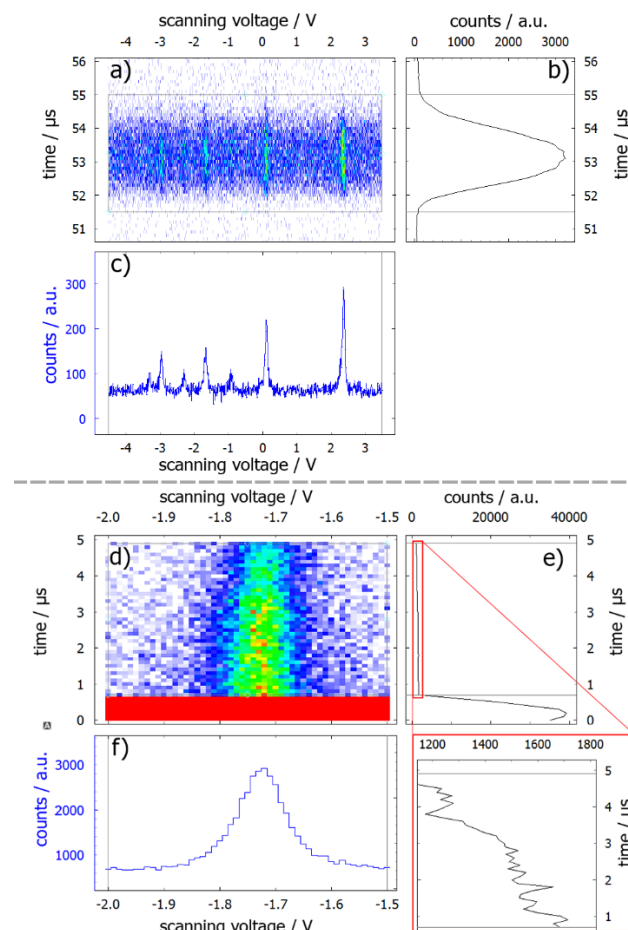 scanning voltage / V
counts / a.u.
-4 -3 -2 -1 0 1 2 3
0 1000 2000 3000
a)
b)
56
55
54
53
52
51
time / µs
56
55
54
53
52
51
time / µs
c)
300
200
100
0
counts / a.u.
-4 -3 -2 -1 0 1 2 3
scanning voltage / V
scanning voltage / V
counts / a.u.
-2.0 -1.9 -1.8 -1.7 -1.6 -1.5
0 20000 40000
d)
e)
5
4
3
2
1
0
time / µs
5
4
3
2
1
0
time / µs
f)
3000
2000
1000
counts / a.u.
-2.0 -1.9 -1.8 -1.7 -1.6 -1.5
scanning voltage / V
1200 1400 1600 1800
5
4
3
2
1
time / µs